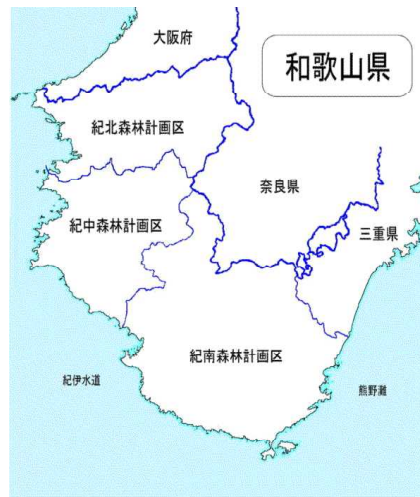 大阪府
和歌山県
紀北森林計画区
奈良県
紀中森林計画区
三重県
紀南森林計画区
紀伊水道
熊野灘